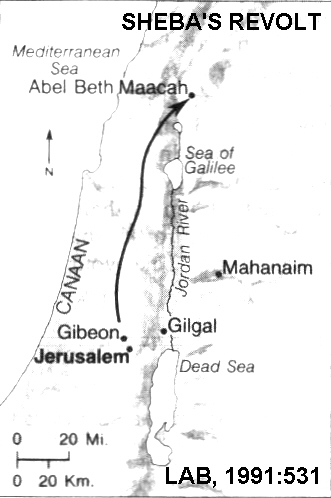 SHEBA'S REVOLT
Mediterranean
Sea
Abel Beth Maacah
N
Sea of
Galilee
Jordan River
CANAAN
Mahanaim
Gibeon
Gilgal
Jerusalem
Dead Sea
0 20 Mi.
0 20 Km.
LAB, 1991:531